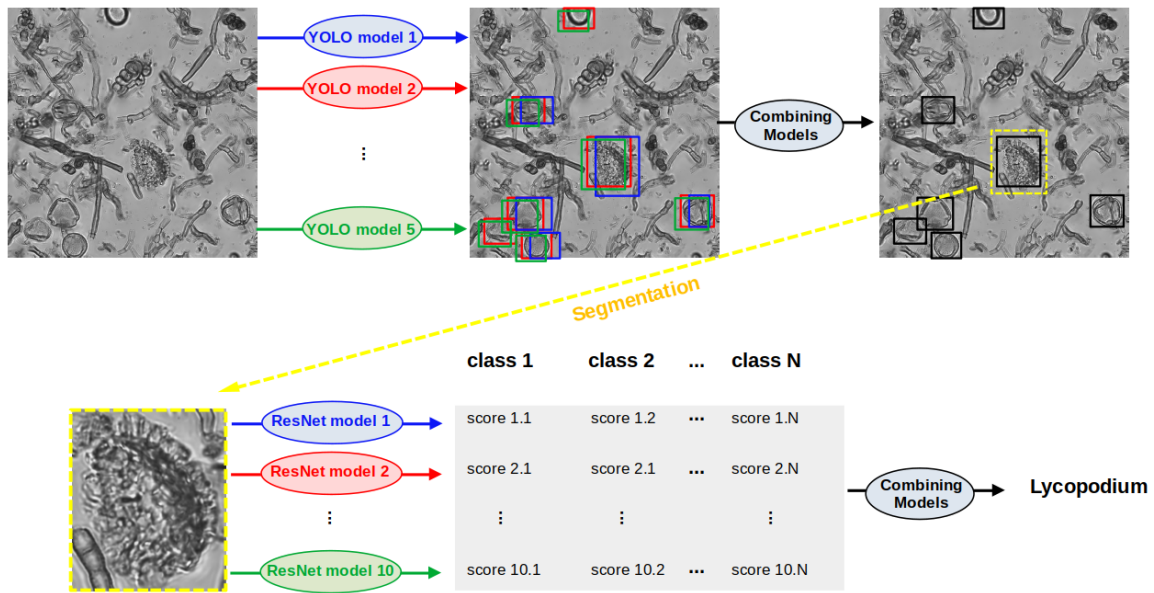 YOLO model 1
YOLO model 2
⋮
YOLO model 5
Combining
Models
Segmentation
class 1 class 2 ... class N
ResNet model 1
score 1.1 score 1.2 ... score 1.N
ResNet model 2
score 2.1 score 2.1 ... score 2.N
⋮ ⋮ ⋮ ⋮
ResNet model 10
score 10.1 score 10.2 ... score 10.N
Combining
Models
Lycopodium